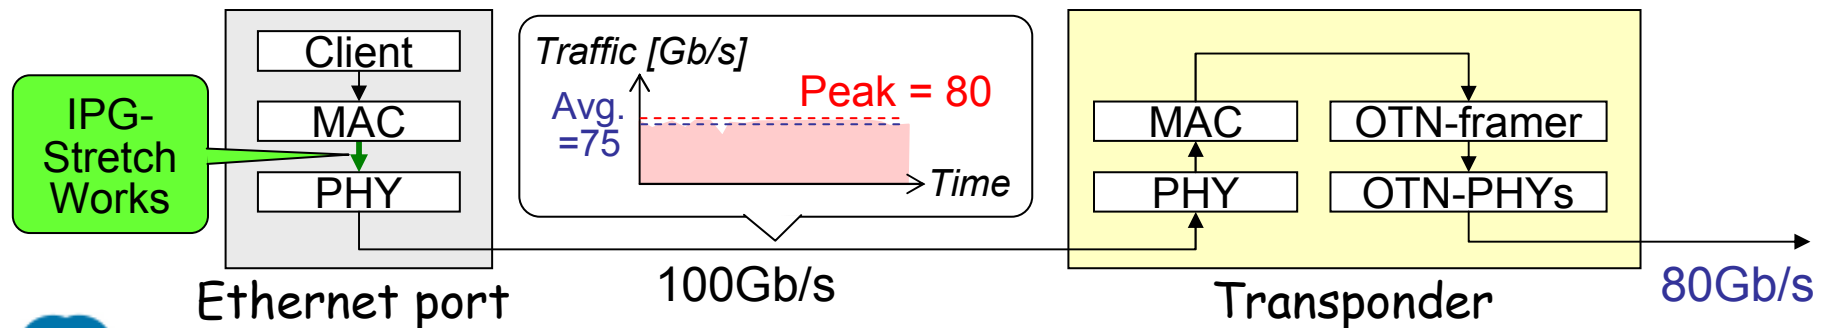 IPG-
Stretch
Works
Client
MAC
PHY
Ethernet port
Traffic [Gb/s]
Peak = 80
Avg.
=75
Time
100Gb/s
MAC
PHY
OTN-framer
OTN-PHYs
Transponder
80Gb/s